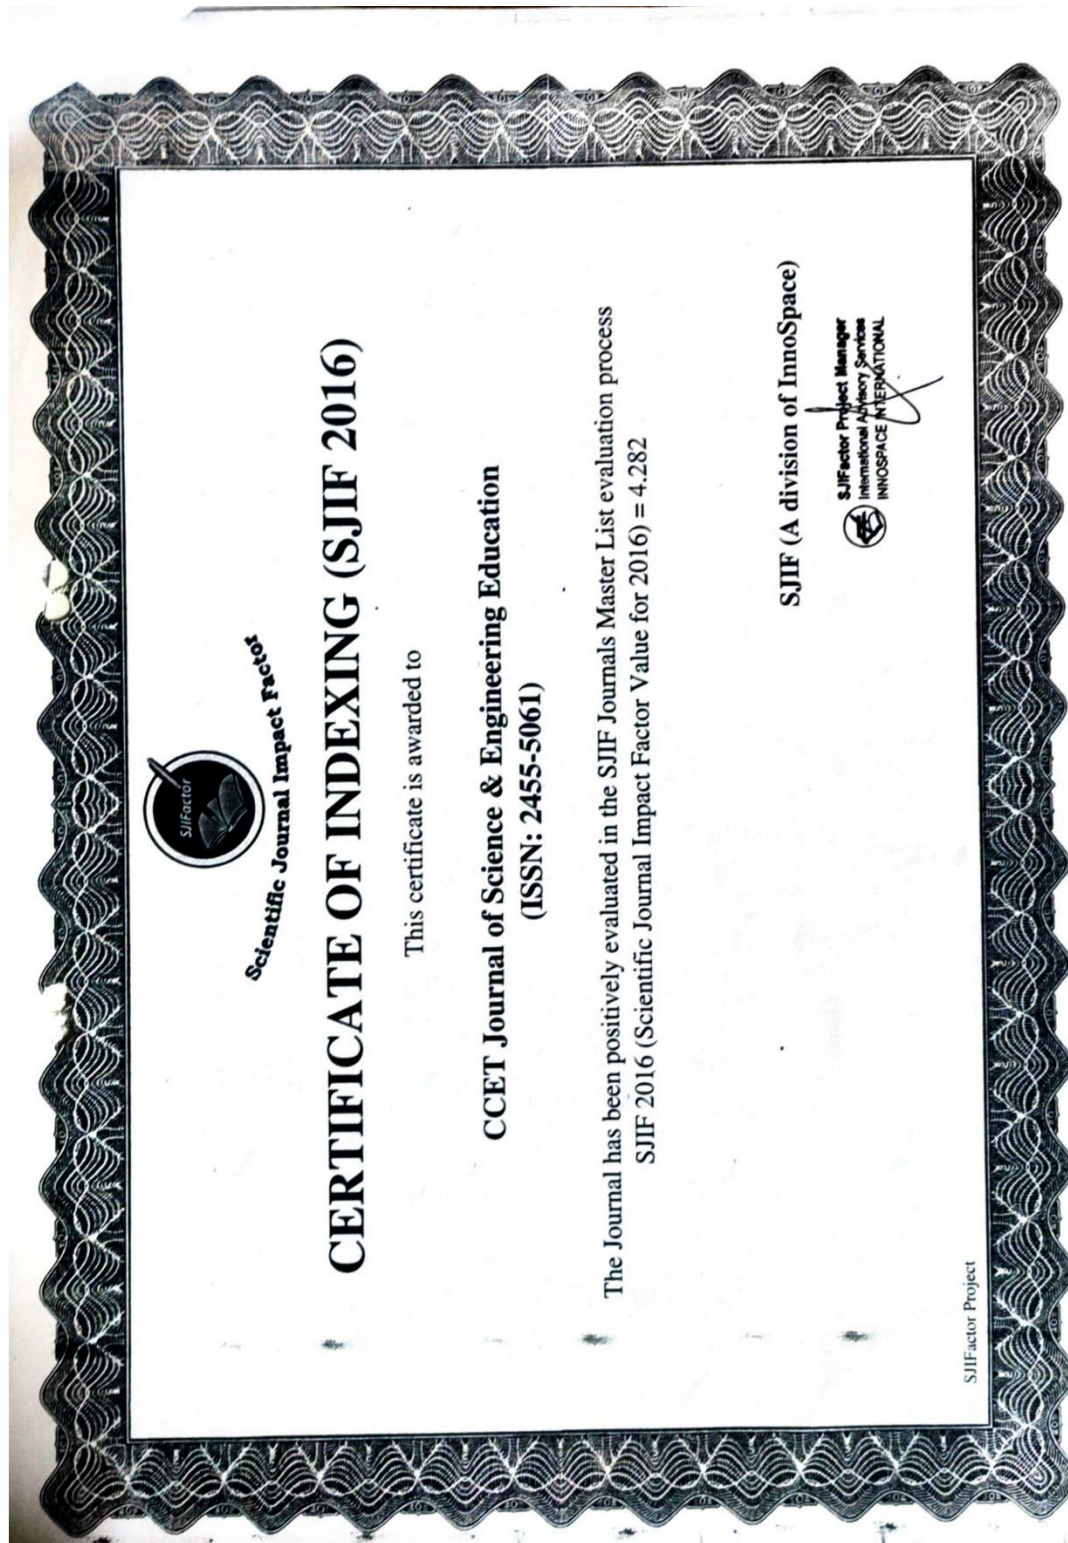 SJIFactor
Scientific Journal Impact Factor
CERTIFICATE OF INDEXING (SJIF 2016)
This certificate is awarded to
CCET Journal of Science & Engineering Education
(ISSN: 2455-5061)
The Journal has been positively evaluated in the SJIF Journals Master List evaluation process
SJIF 2016 (Scientific Journal Impact Factor Value for 2016) = 4.282
SJIF (A division of InnoSpace)
SJIFactor Project Manager
International Advisory Services
INNOSPACE INTERNATIONAL
SJIFactor Project